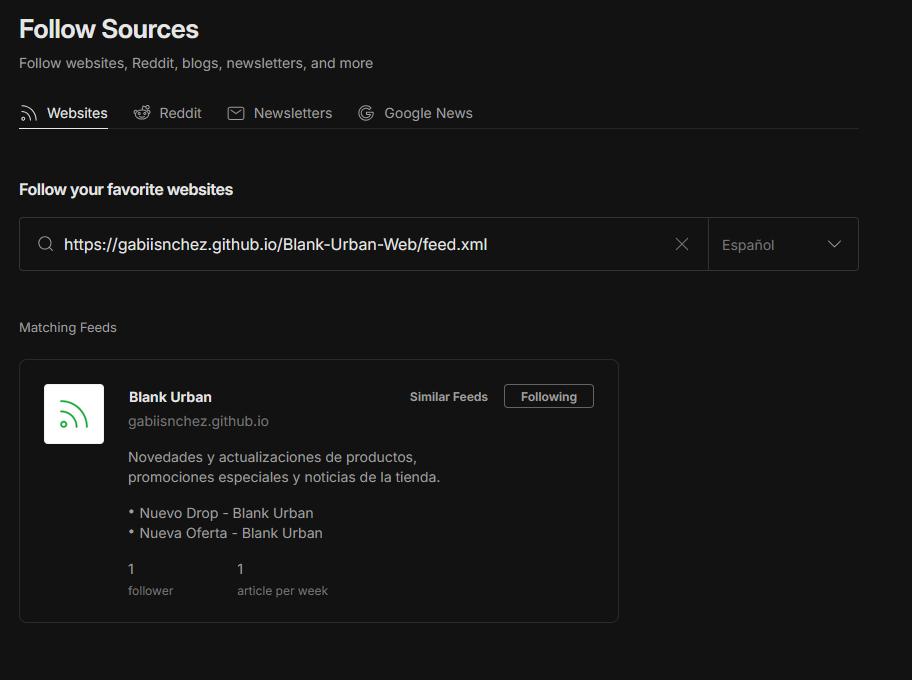 Follow Sources
Follow websites, Reddit, blogs, newsletters, and more
Websites Reddit Newsletters Google News
Follow your favorite websites
https://gabiisnchez.github.io/Blank-Urban-Web/feed.xml Español
Matching Feeds
Blank Urban Similar Feeds Following
gabiisnchez.github.io
Novedades y actualizaciones de productos,
promociones especiales y noticias de la tienda.
• Nuevo Drop - Blank Urban
• Nueva Oferta - Blank Urban
1 1
follower article per week